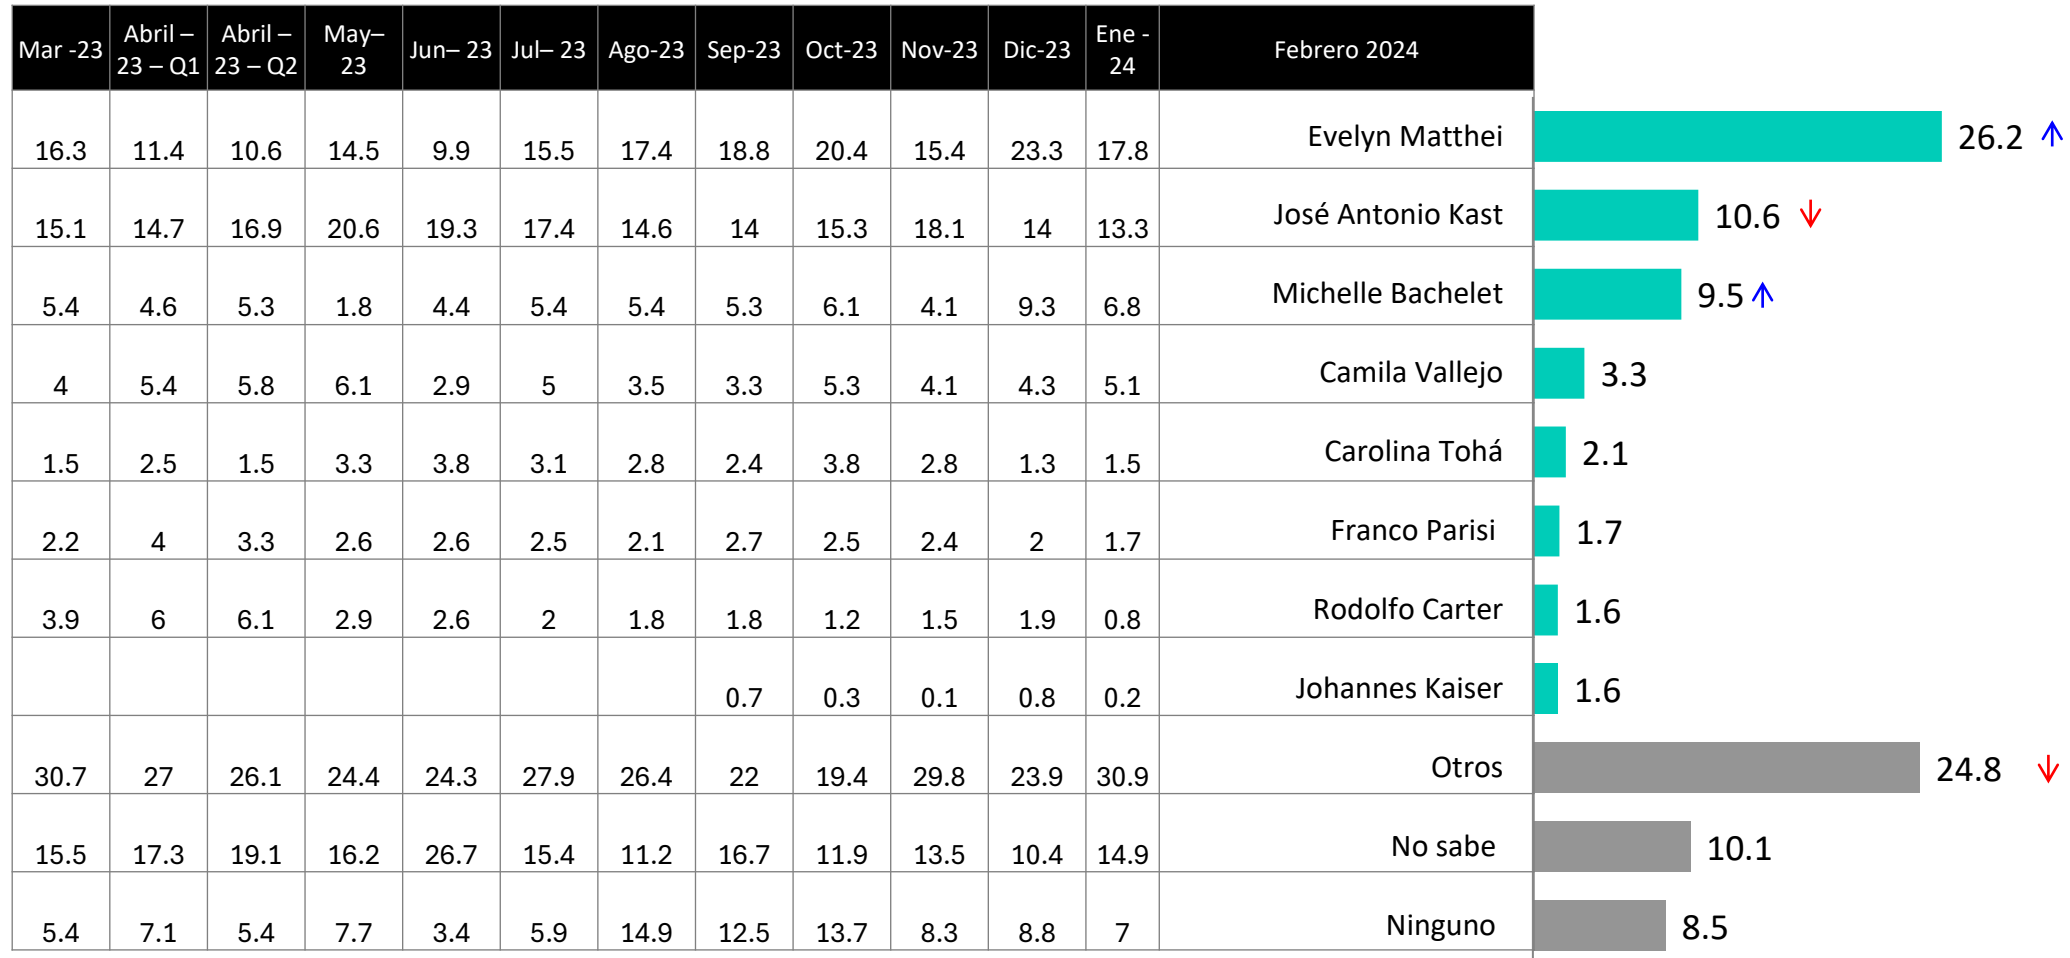 Mar -23 Abril – 23 – Q1 Abril – 23 – Q2 May– 23 Jun– 23 Jul– 23 Ago-23 Sep-23 Oct-23 Nov-23 Dic-23 Ene - 24 Febrero 2024
16.3 11.4 10.6 14.5 9.9 15.5 17.4 18.8 20.4 15.4 23.3 17.8 Evelyn Matthei 26.2 ↑
15.1 14.7 16.9 20.6 19.3 17.4 14.6 14 15.3 18.1 14 13.3 José Antonio Kast 10.6 ↓
5.4 4.6 5.3 1.8 4.4 5.4 5.4 5.3 6.1 4.1 9.3 6.8 Michelle Bachelet 9.5 ↑
4 5.4 5.8 6.1 2.9 5 3.5 3.3 5.3 4.1 4.3 5.1 Camila Vallejo 3.3
1.5 2.5 1.5 3.3 3.8 3.1 2.8 2.4 3.8 2.8 1.3 1.5 Carolina Tohá 2.1
2.2 4 3.3 2.6 2.6 2.5 2.1 2.7 2.5 2.4 2 1.7 Franco Parisi 1.7
3.9 6 6.1 2.9 2.6 2 1.8 1.8 1.2 1.5 1.9 0.8 Rodolfo Carter 1.6
0.7 0.3 0.1 0.8 0.2 Johannes Kaiser 1.6
30.7 27 26.1 24.4 24.3 27.9 26.4 22 19.4 29.8 23.9 30.9 Otros 24.8 ↓
15.5 17.3 19.1 16.2 26.7 15.4 11.2 16.7 11.9 13.5 10.4 14.9 No sabe 10.1
5.4 7.1 5.4 7.7 3.4 5.9 14.9 12.5 13.7 8.3 8.8 7 Ninguno 8.5